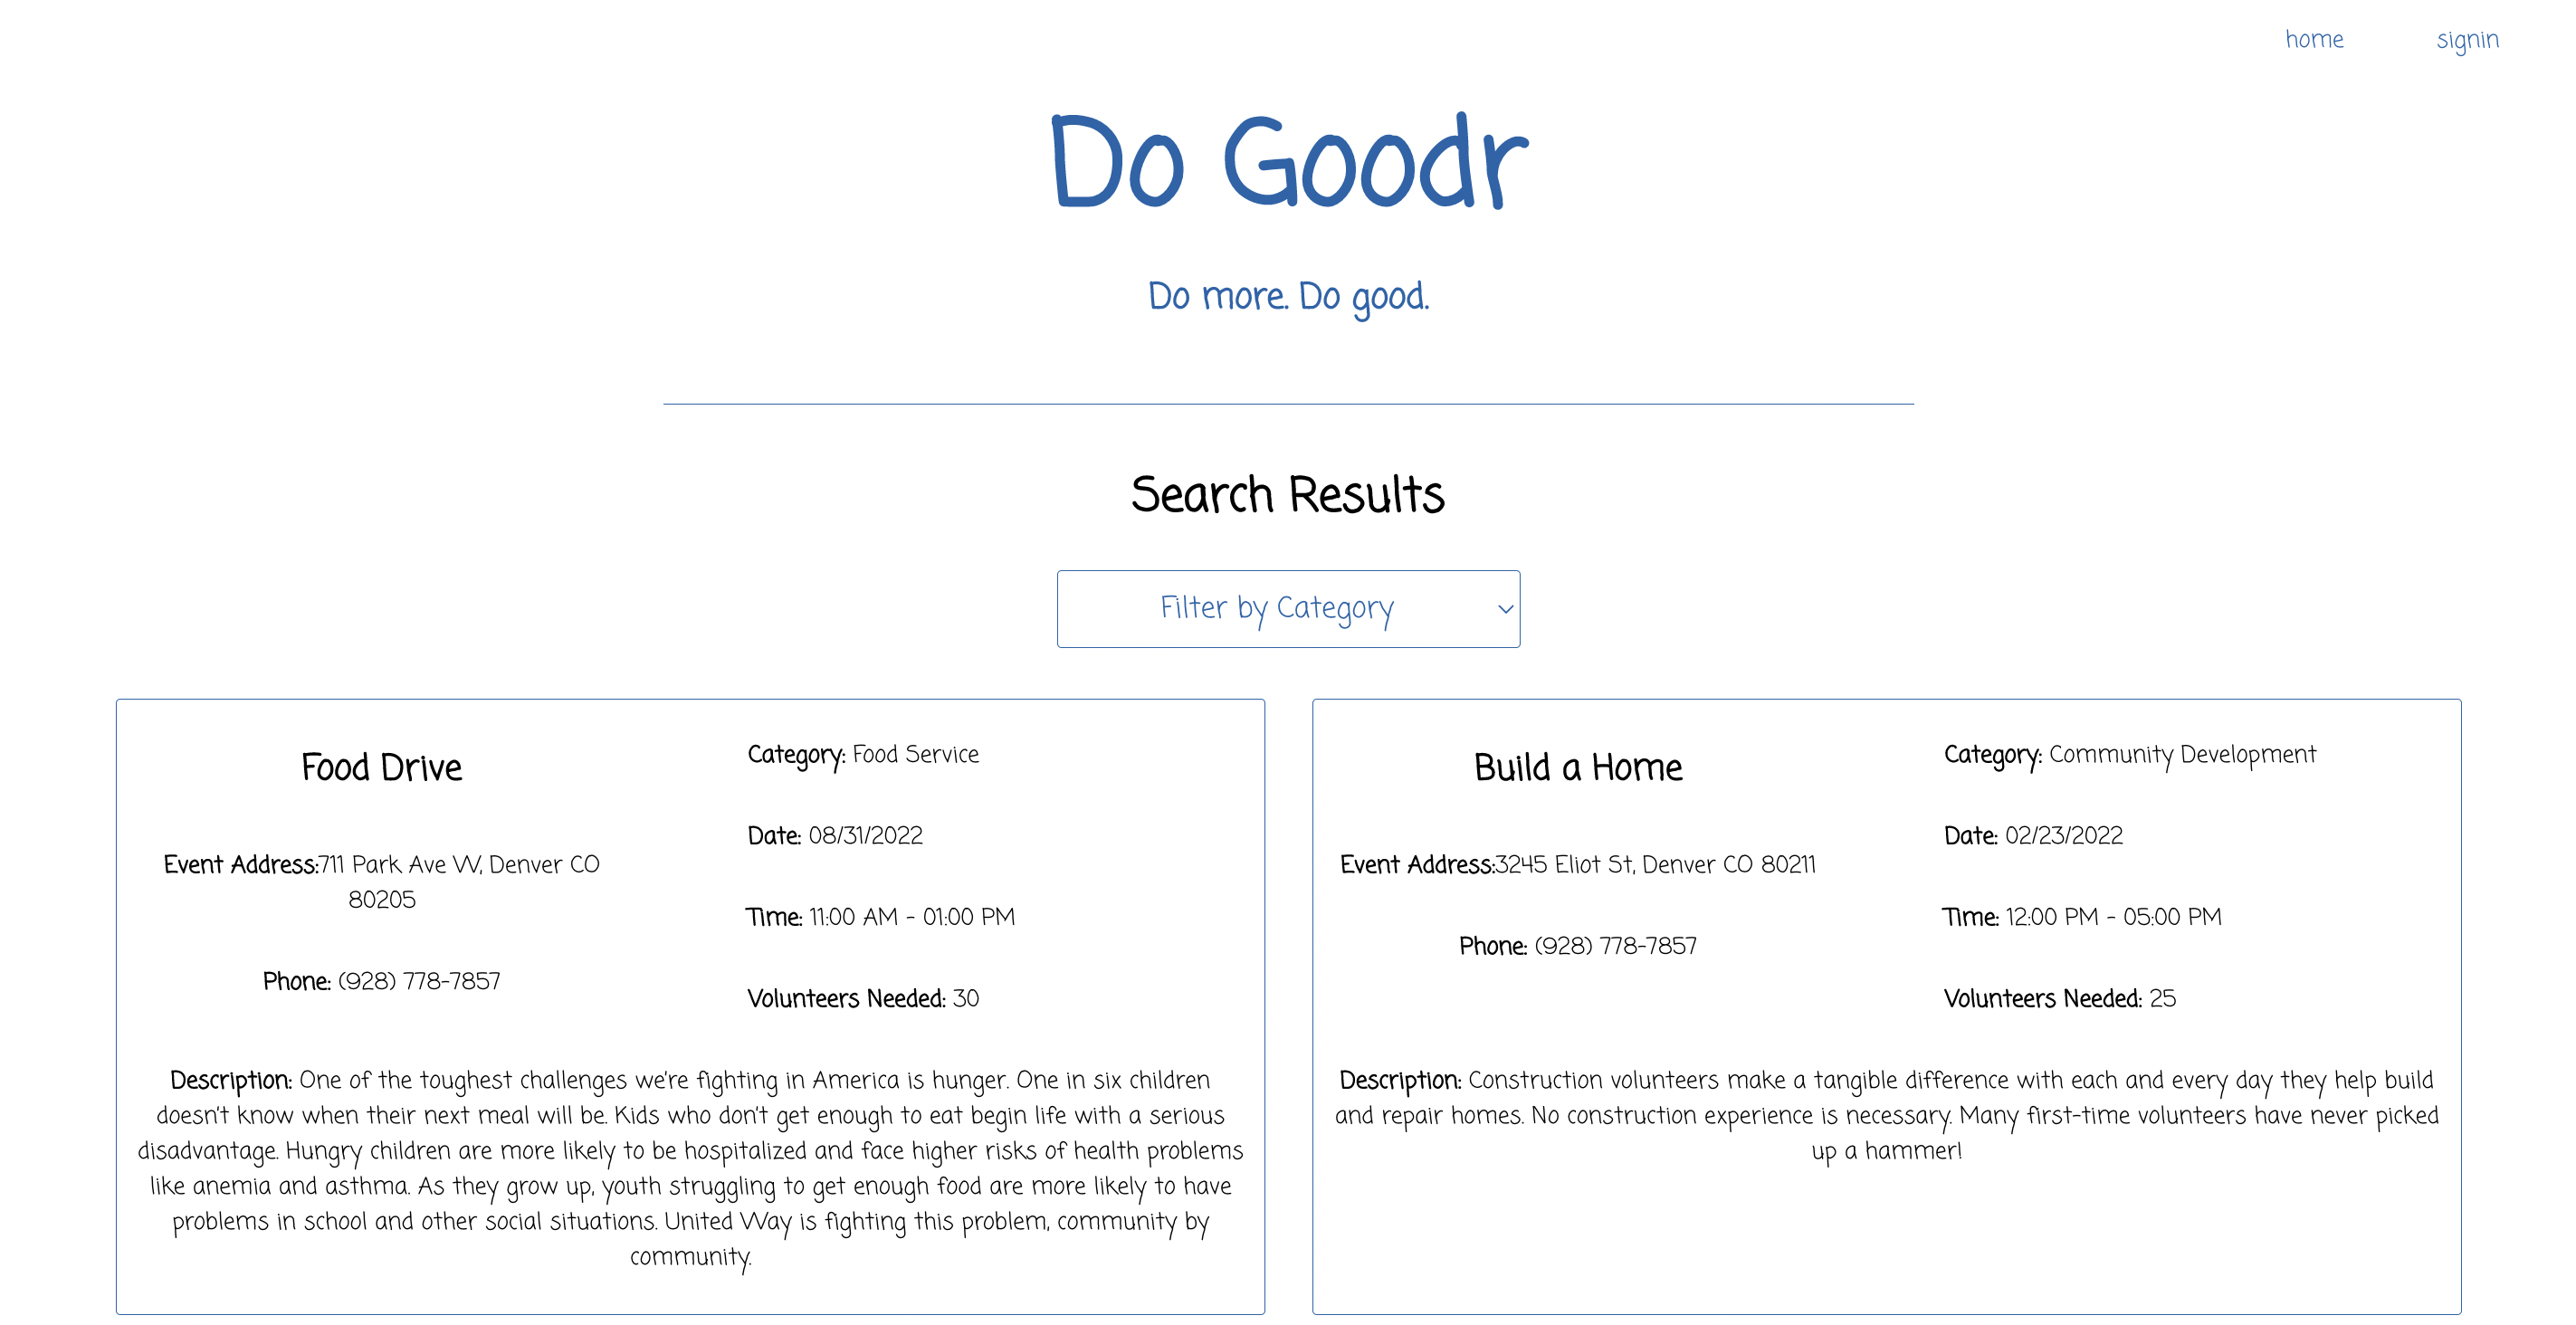 home signin
Do Goodr
Do more. Do good.
Search Results
Filter by Category
Food Drive
Event Address:711 Park Ave W, Denver CO
80205
Phone: (928) 778-7857
Category: Food Service
Date: 08/31/2022
Time: 11:00 AM - 01:00 PM
Volunteers Needed: 30
Description: One of the toughest challenges we're fighting in America is hunger. One in six children
doesn't know when their next meal will be. Kids who don't get enough to eat begin life with a serious
disadvantage. Hungry children are more likely to be hospitalized and face higher risks of health problems
like anemia and asthma. As they grow up, youth struggling to get enough food are more likely to have
problems in school and other social situations. United Way is fighting this problem, community by
community.
Build a Home
Event Address:3245 Eliot St, Denver CO 80211
Phone: (928) 778-7857
Category: Community Development
Date: 02/23/2022
Time: 12:00 PM - 05:00 PM
Volunteers Needed: 25
Description: Construction volunteers make a tangible difference with each and every day they help build
and repair homes. No construction experience is necessary. Many first-time volunteers have never picked
up a hammer!